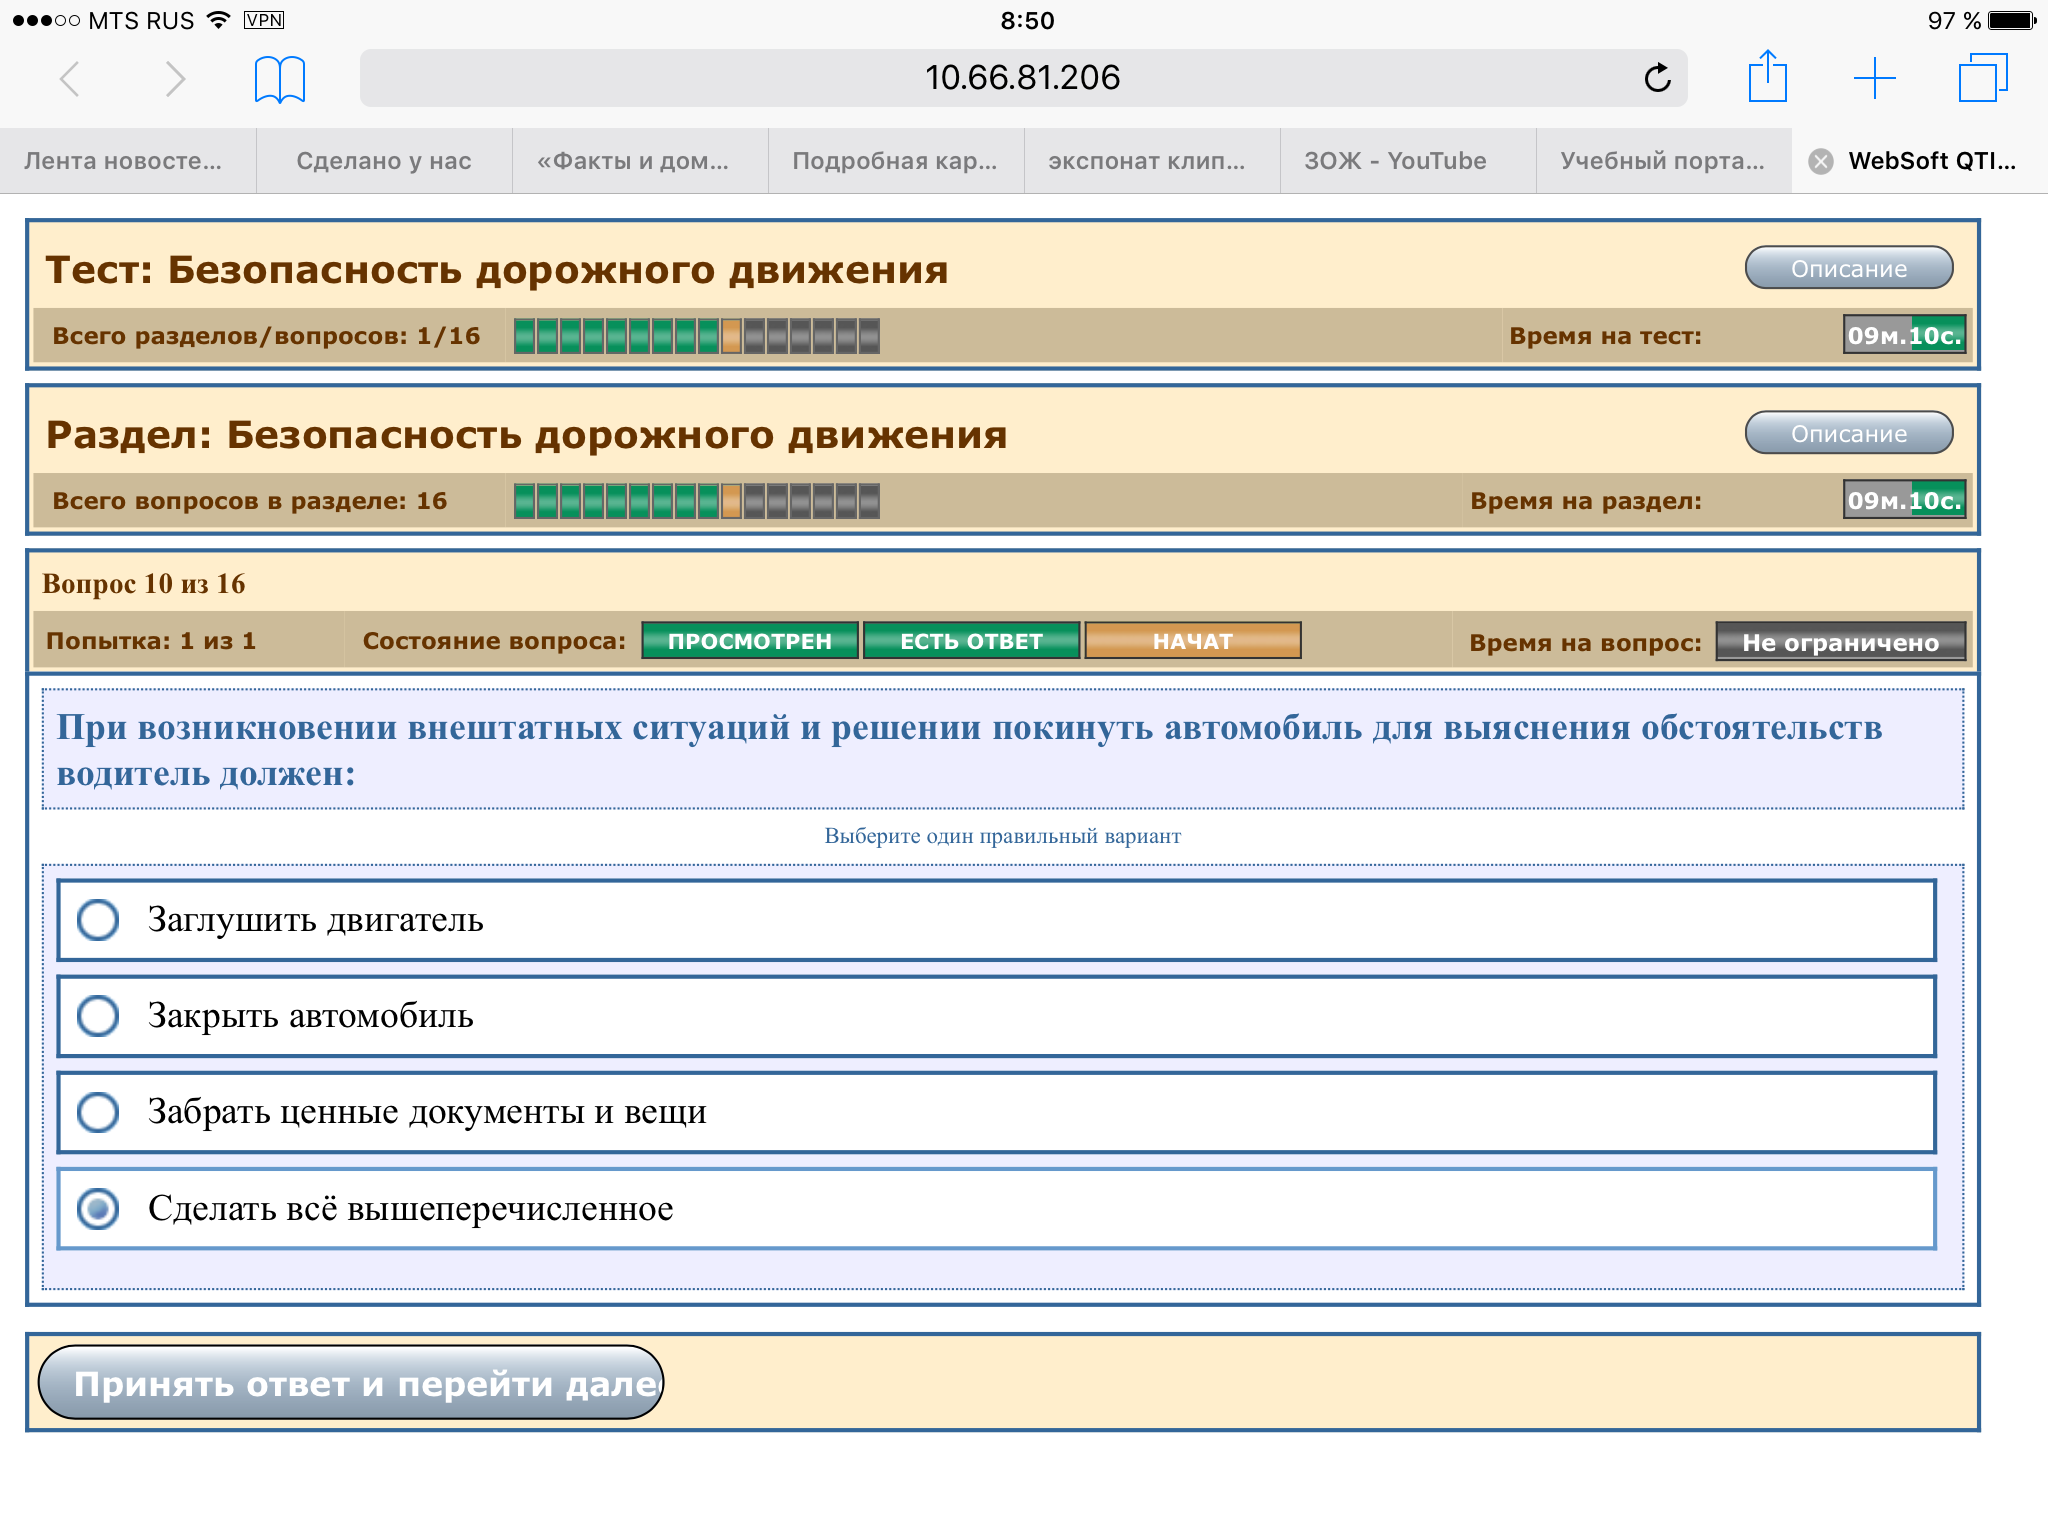 MTS RUS VPN 8:50 97 %
10.66.81.206
Лента новосте... Сделано у нас «Факты и дом... Подробная кар... экспонат клип... ЗОЖ - YouTube Учебный порта... WebSoft QTI...
Тест: Безопасность дорожного движения Описание
Всего разделов/вопросов: 1/16 Время на тест: 09м.10с.
Раздел: Безопасность дорожного движения Описание
Всего вопросов в разделе: 16 Время на раздел: 09м.10с.
Вопрос 10 из 16
Попытка: 1 из 1 Состояние вопроса: ПРОСМОТРЕН ЕСТЬ ОТВЕТ НАЧАТ Время на вопрос: Не ограничено
При возникновении внештатных ситуаций и решении покинуть автомобиль для выяснения обстоятельств
водитель должен:
Выберите один правильный вариант
Заглушить двигатель
Закрыть автомобиль
Забрать ценные документы и вещи
Сделать всё вышеперечисленное
Принять ответ и перейти дале